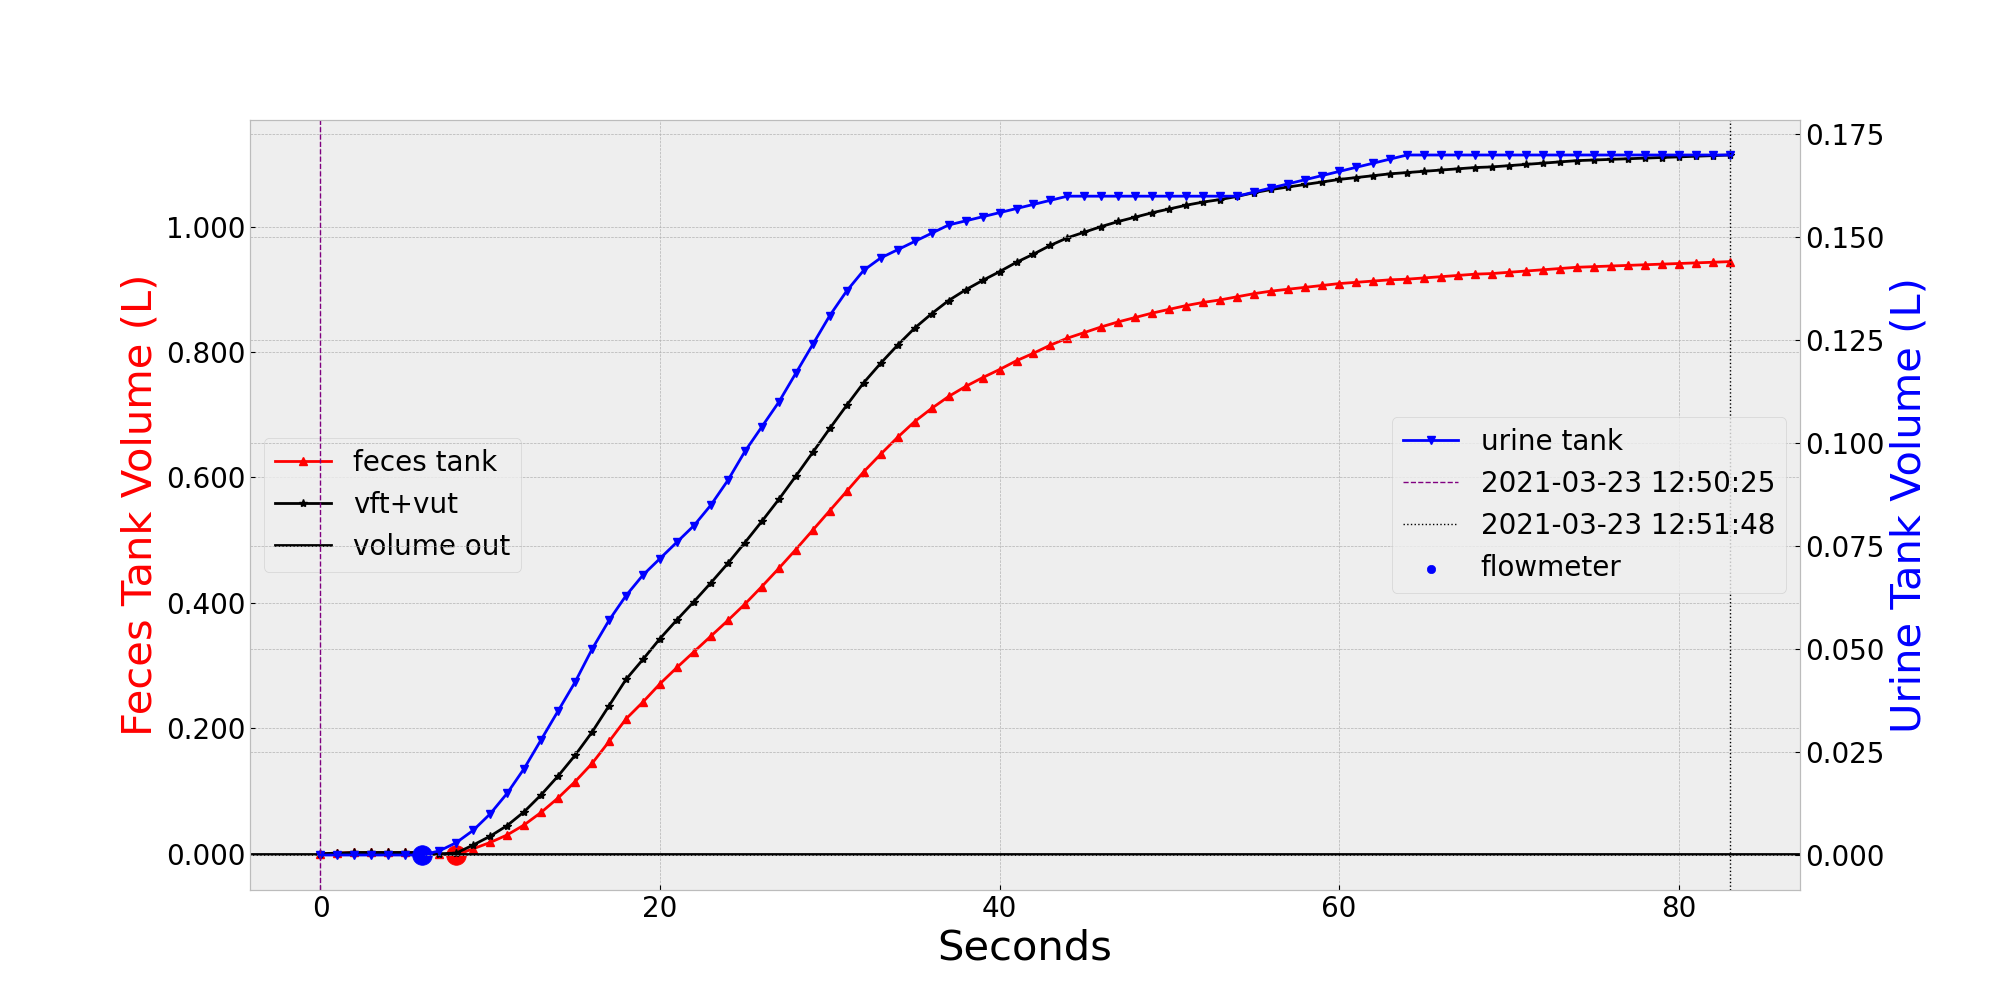 Feces Tank Volume (L)
1.000
0.800
0.600
0.400
0.200
0.000
feces tank
vft+vut
volume out
0.175
0.150
0.125
0.100
0.075
0.050
0.025
0.000
Urine Tank Volume (L)
urine tank
2021-03-23 12:50:25
2021-03-23 12:51:48
flowmeter
0 20 40 60 80
Seconds